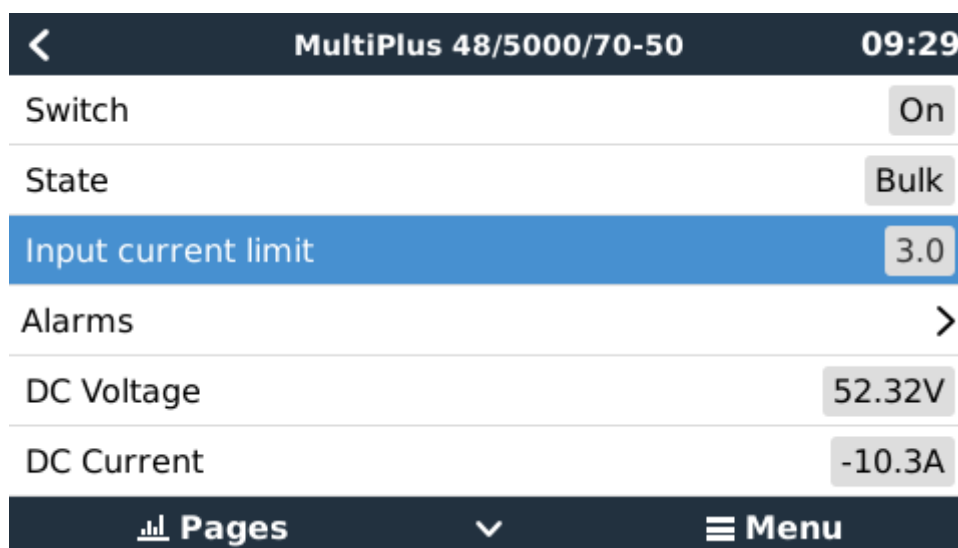 MultiPlus 48/5000/70-50 09:29
Switch On
State Bulk
Input current limit 3.0
Alarms
DC Voltage 52.32V
DC Current -10.3A
Pages Menu